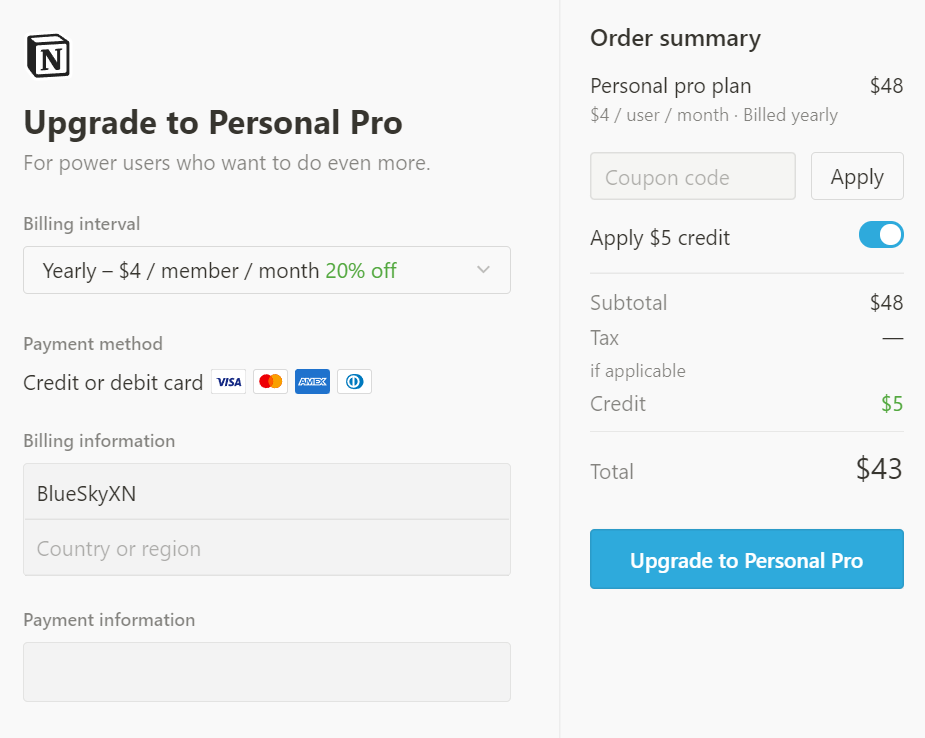 N
Upgrade to Personal Pro
For power users who want to do even more.
Billing interval
Yearly – $4 / member / month 20% off
Payment method
Credit or debit card VISA AMEX
Billing information
BlueSkyXN
Country or region
Payment information
Order summary
Personal pro plan $48
$4 / user / month · Billed yearly
Coupon code Apply
Apply $5 credit
Subtotal $48
Tax —
if applicable
Credit $5
Total $43
Upgrade to Personal Pro